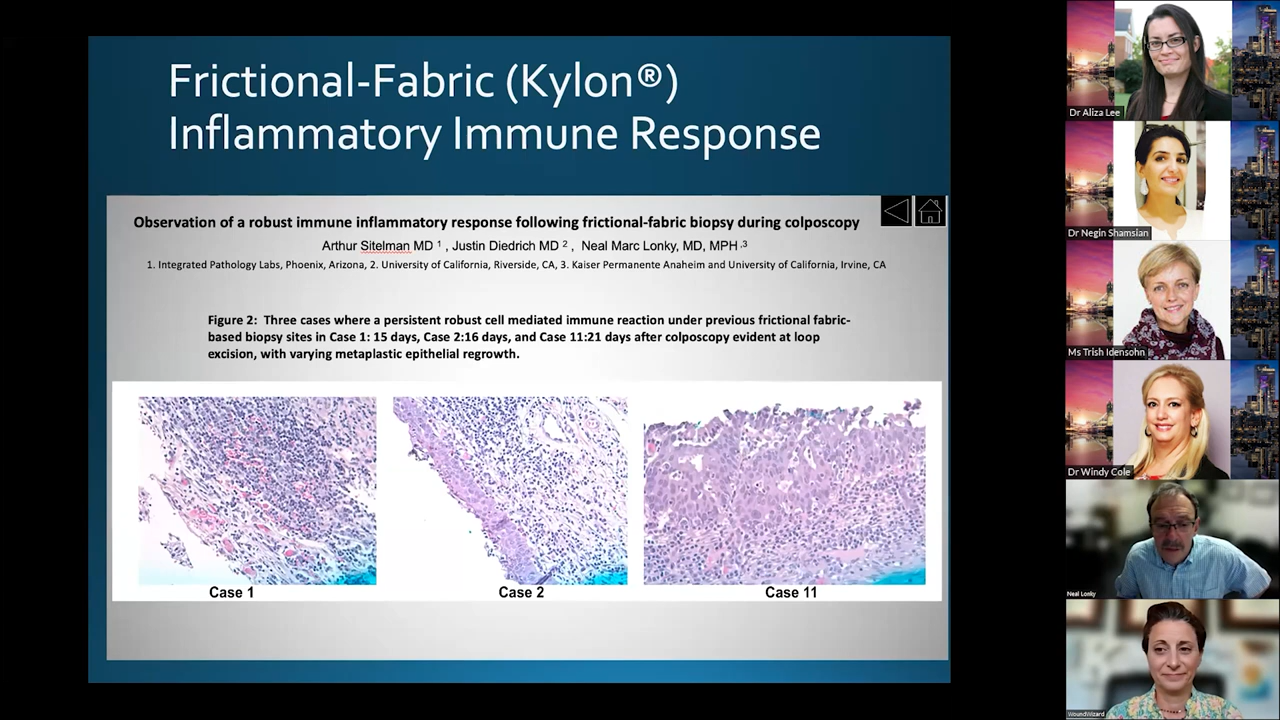 Frictional-Fabric (Kylon®)
Inflammatory Immune Response
Observation of a robust immune inflammatory response following frictional-fabric biopsy during colposcopy
Arthur Sitelman MD 1 , Justin Diedrich MD 2 , Neal Marc Lonky, MD, MPH ,3
1. Integrated Pathology Labs, Phoenix, Arizona, 2. University of California, Riverside, CA, 3. Kaiser Permanente Anaheim and University of California, Irvine, CA
Figure 2: Three cases where a persistent robust cell mediated immune reaction under previous frictional fabric-
based biopsy sites in Case 1: 15 days, Case 2:16 days, and Case 11:21 days after colposcopy evident at loop
excision, with varying metaplastic epithelial regrowth.
Case 1
Case 2
Case 11
Dr Aliza Lee
Dr Negin Shamsian
Ms Trish Idensohn
Dr Windy Cole
Neal Lonky
WoundWizard